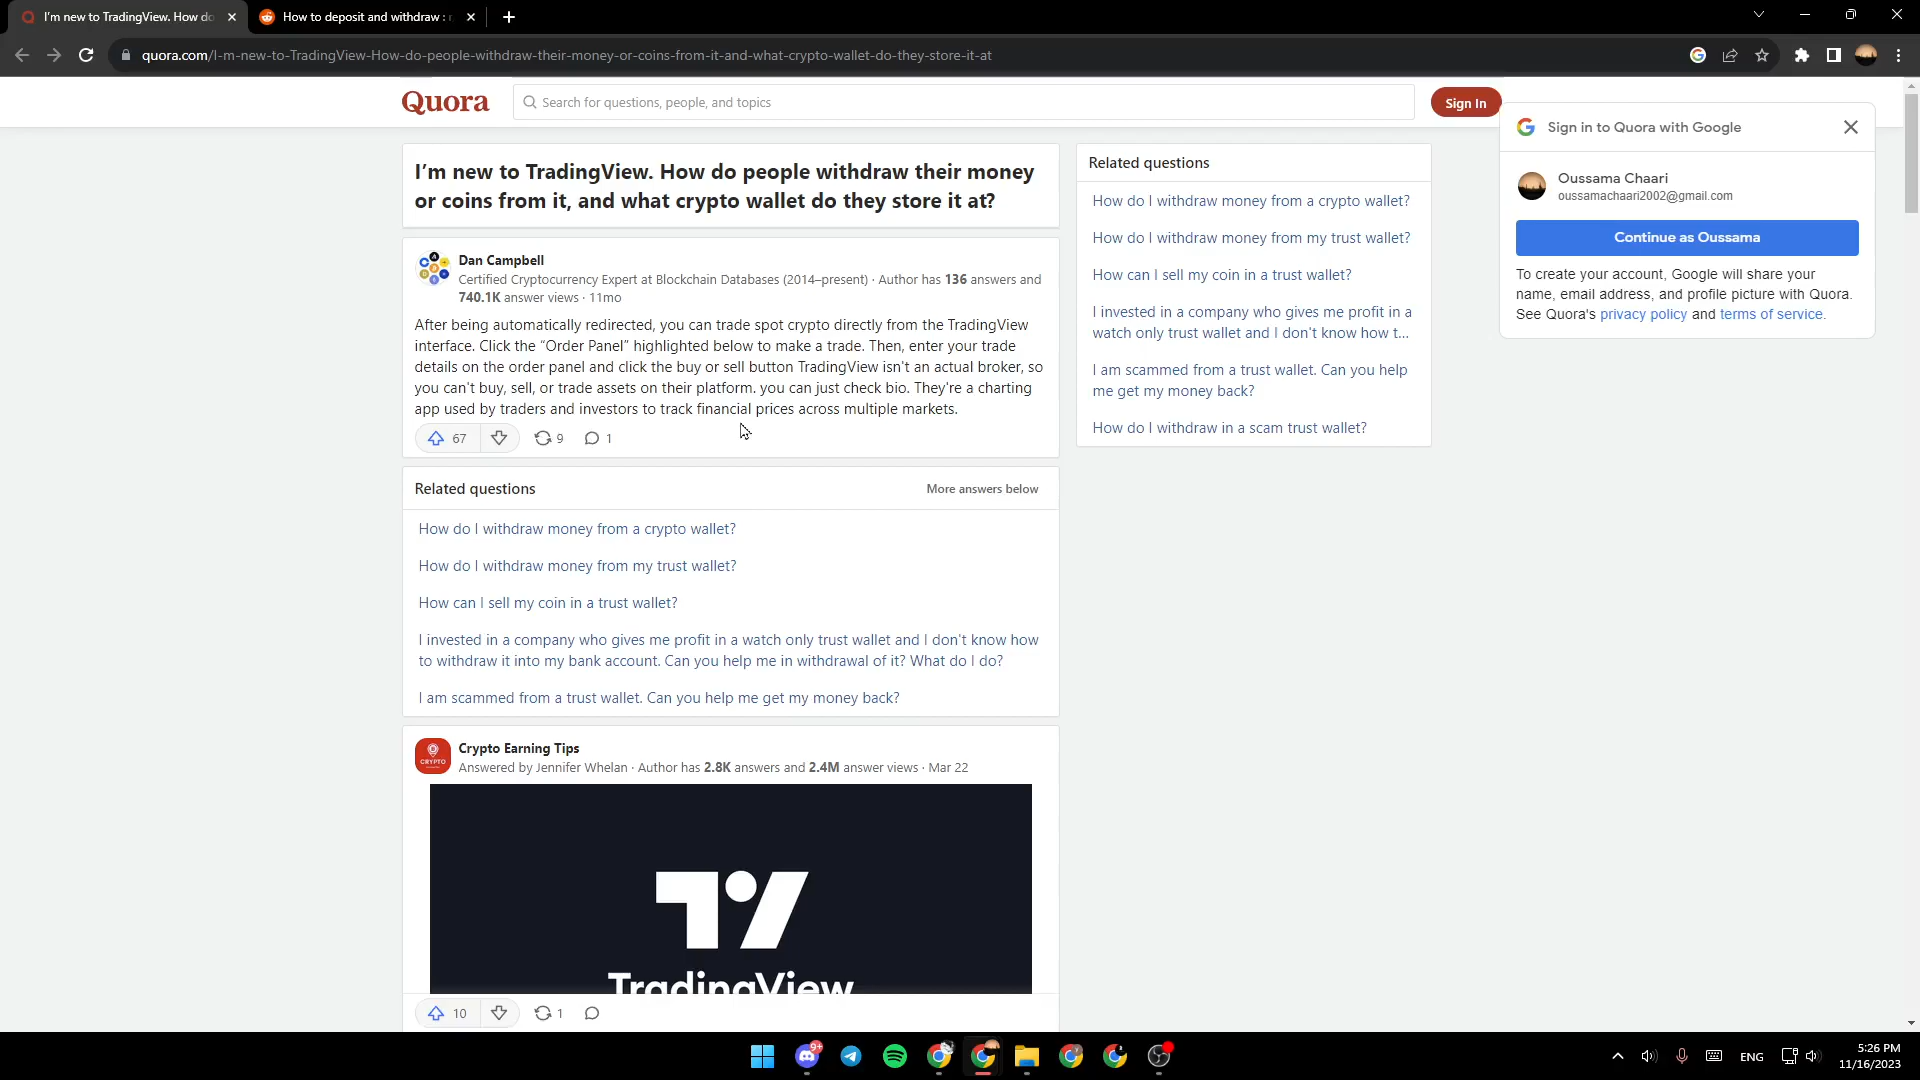 I'm new to TradingView. How do
How to deposit and withdraw :
quora.com/I-m-new-to-TradingView-How-do-people-withdraw-their-money-or-coins-from-it-and-what-crypto-wallet-do-they-store-it-at
Quora
Search for questions, people, and topics
Sign In
Sign in to Quora with Google
Oussama Chaari
oussamachaari2002@gmail.com
Continue as Oussama
To create your account, Google will share your
name, email address, and profile picture with Quora.
See Quora's privacy policy and terms of service.
I'm new to TradingView. How do people withdraw their money
or coins from it, and what crypto wallet do they store it at?
Dan Campbell
Certified Cryptocurrency Expert at Blockchain Databases (2014–present) · Author has 136 answers and
740.1K answer views · 11mo
After being automatically redirected, you can trade spot crypto directly from the TradingView
interface. Click the “Order Panel” highlighted below to make a trade. Then, enter your trade
details on the order panel and click the buy or sell button TradingView isn't an actual broker, so
you can't buy, sell, or trade assets on their platform. you can just check bio. They're a charting
app used by traders and investors to track financial prices across multiple markets.
67
9
1
Related questions
More answers below
How do I withdraw money from a crypto wallet?
How do I withdraw money from my trust wallet?
How can I sell my coin in a trust wallet?
I invested in a company who gives me profit in a watch only trust wallet and I don't know how
to withdraw it into my bank account. Can you help me in withdrawal of it? What do I do?
I am scammed from a trust wallet. Can you help me get my money back?
CRYPTO
Crypto Earning Tips
Answered by Jennifer Whelan · Author has 2.8K answers and 2.4M answer views · Mar 22
TradingView
10
1
Related questions
How do I withdraw money from a crypto wallet?
How do I withdraw money from my trust wallet?
How can I sell my coin in a trust wallet?
I invested in a company who gives me profit in a
watch only trust wallet and I don't know how t...
I am scammed from a trust wallet. Can you help
me get my money back?
How do I withdraw in a scam trust wallet?
9+
ENG
5:26 PM
11/16/2023